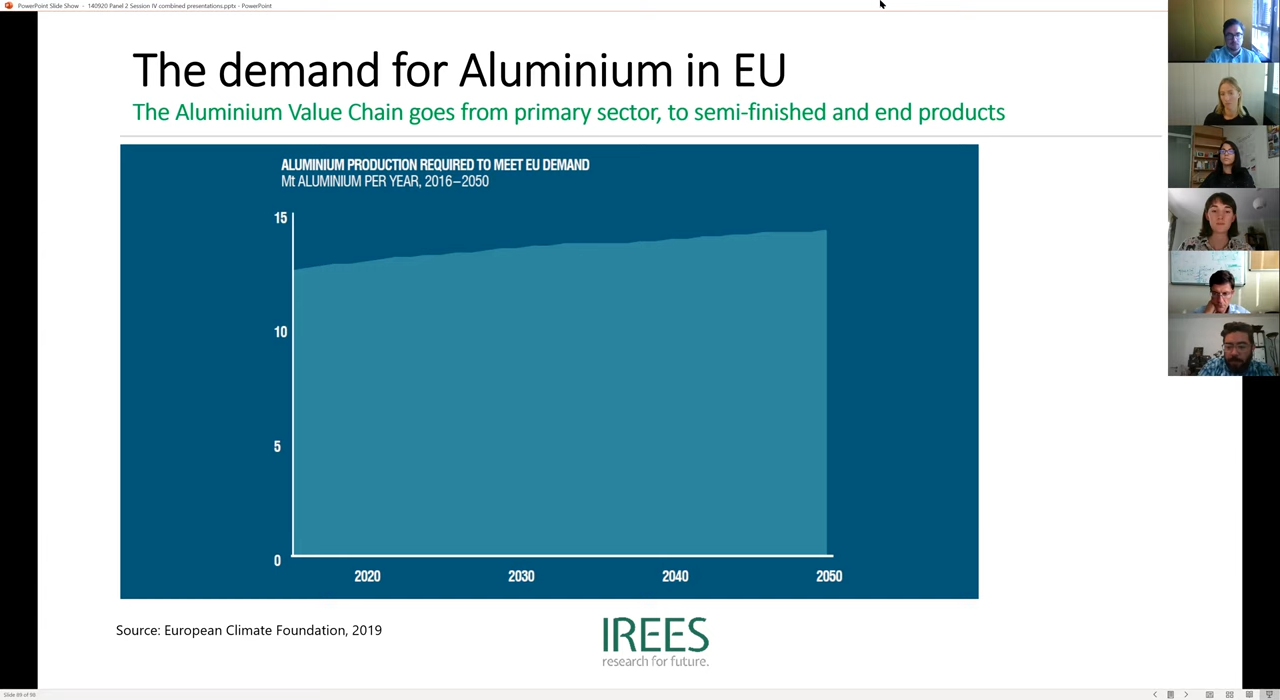 PowerPoint Slide Show - 140920 Panel 2 Session IV combined presentations.ppts - PowerPoint
The demand for Aluminium in EU
The Aluminium Value Chain goes from primary sector, to semi-finished and end products
ALUMINIUM PRODUCTION REQUIRED TO MEET EU DEMAND
Mt ALUMINIUM PER YEAR, 2016–2050
15
10
5
0
2020 2030 2040 2050
Source: European Climate Foundation, 2019
IREES
research for future.